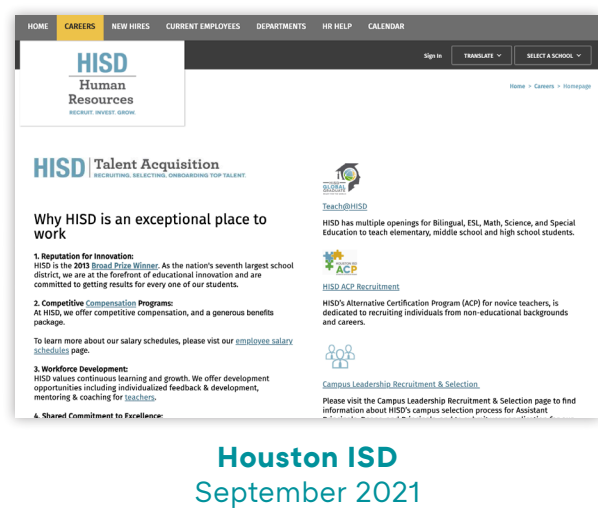 HOME CAREERS NEW HIRES CURRENT EMPLOYEES DEPARTMENTS HR HELP CALENDAR
Sign In TRANSLATE SELECT A SCHOOL
HISD
Human
Resources
RECRUIT. INVEST. GROW.
Home > Careers > Homepage
HISD Talent Acquisition
RECRUITING. SELECTING. ONBOARDING TOP TALENT.
Why HISD is an exceptional place to
work
1. Reputation for Innovation:
HISD is the 2013 Broad Prize Winner. As the nation's seventh largest school
district, we are at the forefront of educational innovation and are
committed to getting results for every one of our students.
2. Competitive Compensation Programs:
At HISD, we offer competitive compensation, and a generous benefits
package.
To learn more about our salary schedules, please vist our employee salary
schedules page.
3. Workforce Development:
HISD values continuous learning and growth. We offer development
opportunities including individualized feedback & development,
mentoring & coaching for teachers.
4. Shared Commitment to Excellence:
GLOBAL
GRADUATE
Teach@HISD
HISD has multiple openings for Bilingual, ESL, Math, Science, and Special
Education to teach elementary, middle school and high school students.
HOUSTON ISD
ACP
HISD ACP Recruitment
HISD's Alternative Certification Program (ACP) for novice teachers, is
dedicated to recruiting individuals from non-educational backgrounds
and careers.
Campus Leadership Recruitment & Selection
Please visit the Campus Leadership Recruitment & Selection page to find
information about HISD's campus selection process for Assistant
Houston ISD
September 2021